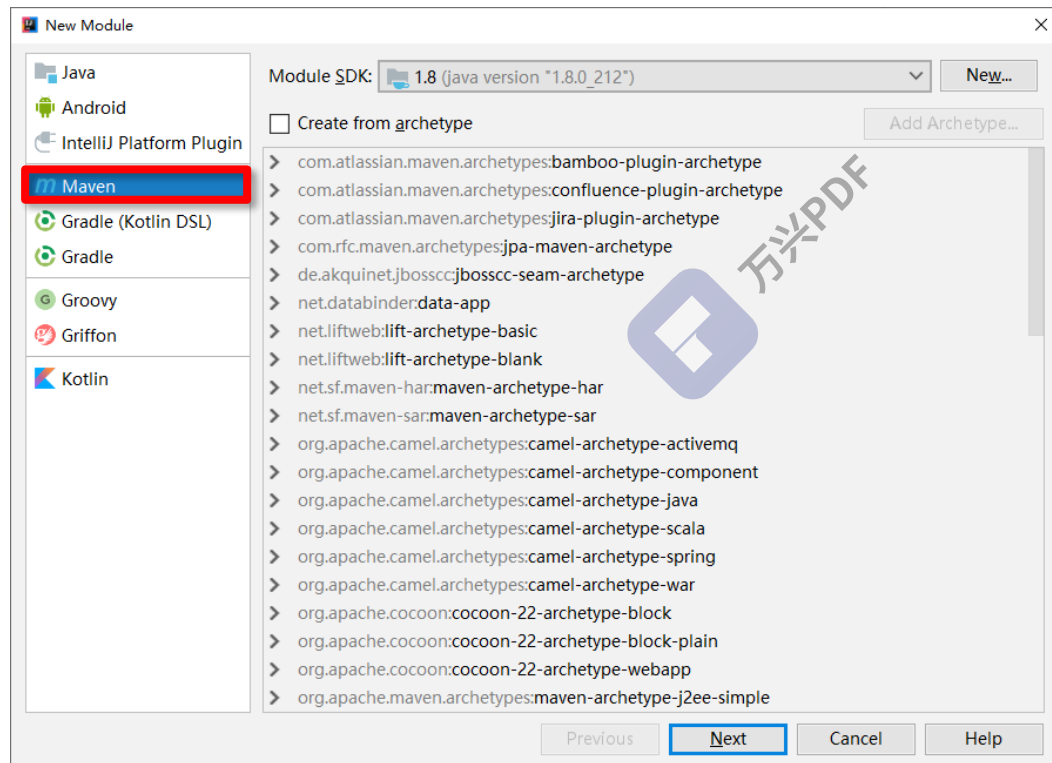 New Module
Java
Android
IntelliJ Platform Plugin
Maven
Gradle (Kotlin DSL)
Gradle
Groovy
Griffon
Kotlin
Module SDK: 1.8 (java version "1.8.0_212") New...
Create from archetype Add Archetype...
com.atlassian.maven.archetypes:bamboo-plugin-archetype
com.atlassian.maven.archetypes:confluence-plugin-archetype
com.atlassian.maven.archetypes:jira-plugin-archetype
com.rfc.maven.archetypes:jpa-maven-archetype
de.akquinet.jbosscc:jbosscc-seam-archetype
net.databinder:data-app
net.liftweb:lift-archetype-basic
net.liftweb:lift-archetype-blank
net.sf.maven-har:maven-archetype-har
net.sf.maven-sar:maven-archetype-sar
org.apache.camel.archetypes:camel-archetype-activemq
org.apache.camel.archetypes:camel-archetype-component
org.apache.camel.archetypes:camel-archetype-java
org.apache.camel.archetypes:camel-archetype-scala
org.apache.camel.archetypes:camel-archetype-spring
org.apache.camel.archetypes:camel-archetype-war
org.apache.cocoon:cocoon-22-archetype-block
org.apache.cocoon:cocoon-22-archetype-block-plain
org.apache.cocoon:cocoon-22-archetype-webapp
org.apache.maven.archetypes:maven-archetype-j2ee-simple
万兴PDF
Previous Next Cancel Help